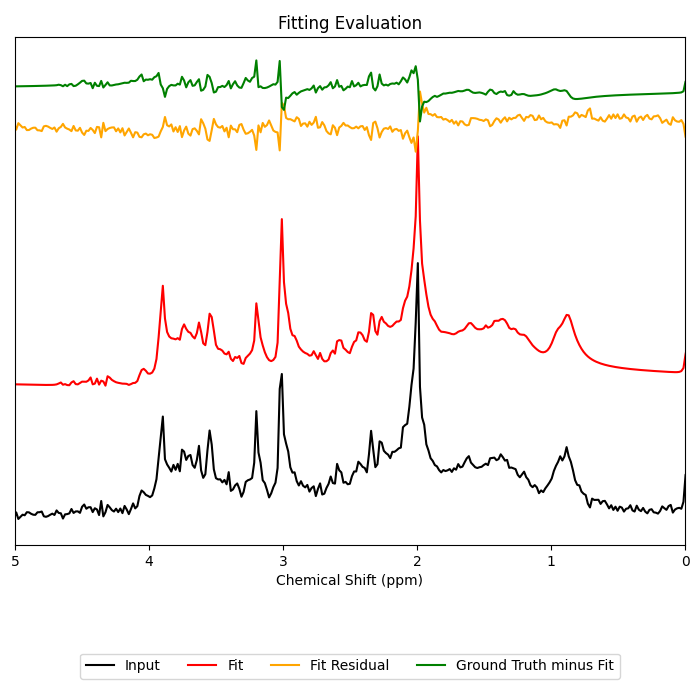 Fitting Evaluation
5 4 3 2 1 0
Chemical Shift (ppm)
Input Fit Fit Residual Ground Truth minus Fit